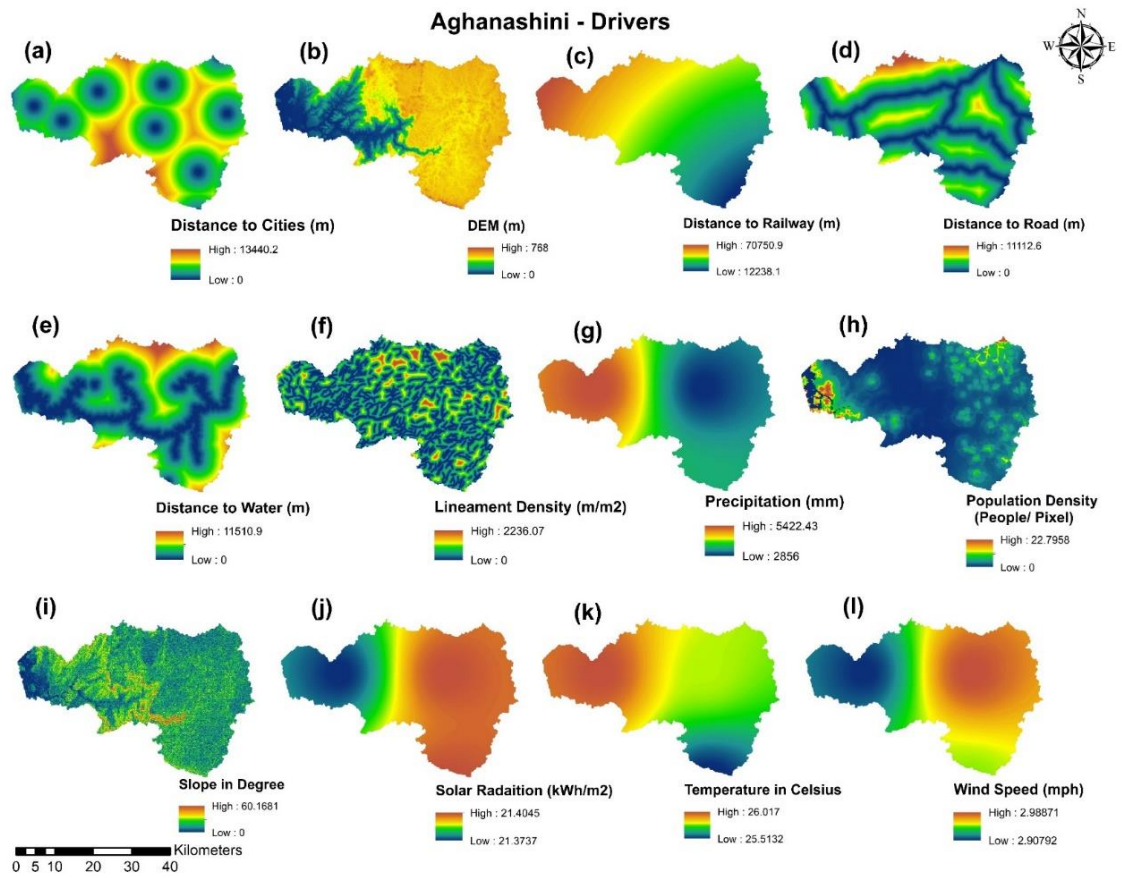 Aghanashini - Drivers
N
W E
S
(a)
Distance to Cities (m)
High : 13440.2
Low : 0
(b)
DEM (m)
High : 768
Low : 0
(c)
Distance to Railway (m)
High : 70750.9
Low : 12238.1
(d)
Distance to Road (m)
High : 11112.6
Low : 0
(e)
Distance to Water (m)
High : 11510.9
Low : 0
(f)
Lineament Density (m/m2)
High : 2236.07
Low : 0
(g)
Precipitation (mm)
High : 5422.43
Low : 2856
(h)
Population Density
(People/ Pixel)
High : 22.7958
Low : 0
(i)
Slope in Degree
High : 60.1681
Low : 0
(j)
Solar Radaition (kWh/m2)
High : 21.4045
Low : 21.3737
(k)
Temperature in Celsius
High : 26.017
Low : 25.5132
(l)
Wind Speed (mph)
High : 2.98871
Low : 2.90792
Kilometers
0 5 10 20 30 40